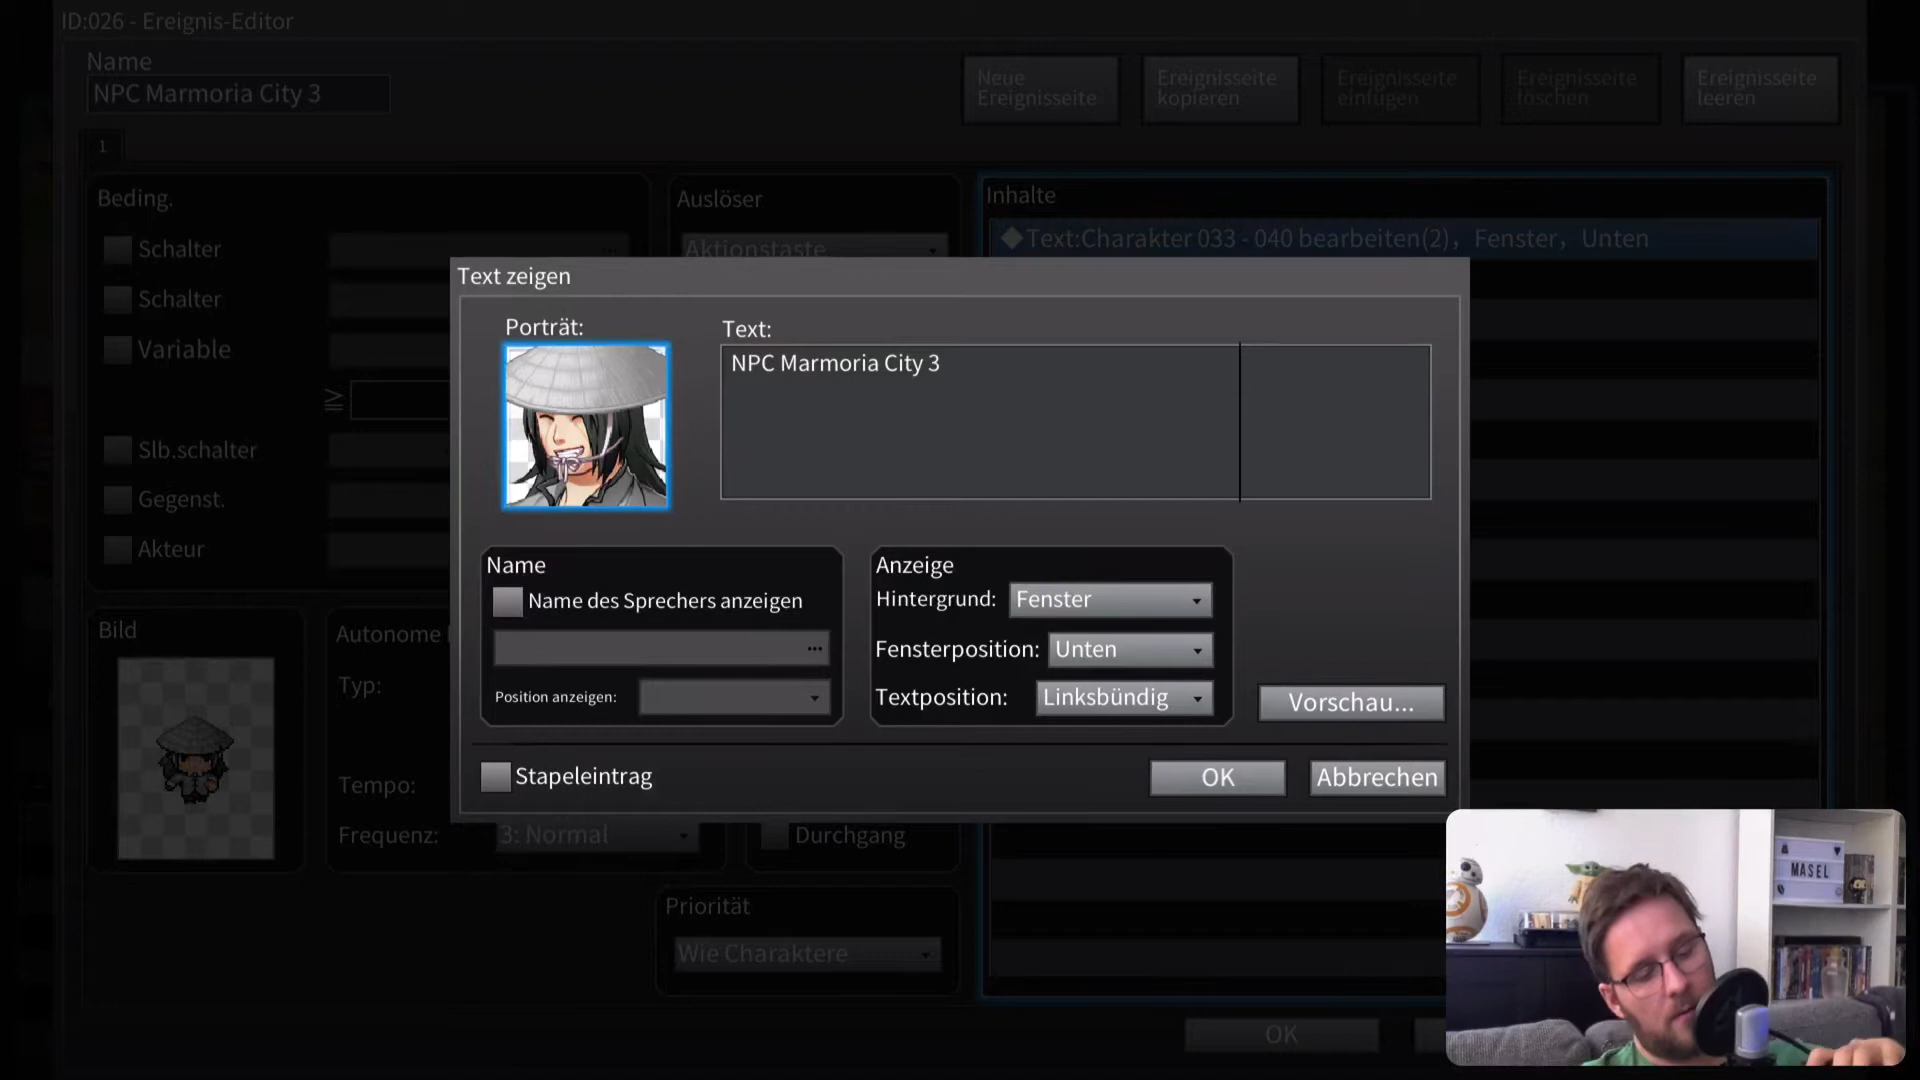 ID:026 - Ereignis-Editor
Name
NPC Marmoria City 3
Neue
Ereignisseite
Ereignisseite
kopieren
Ereignisseite
einfügen
Ereignisseite
löschen
Ereignisseite
leeren
1
Beding.
Schalter
Schalter
Variable
≧
Slb.schalter
Gegenst.
Akteur
Auslöser
Aktionstaste
Inhalte
◆Text:Charakter 033 - 040 bearbeiten(2), Fenster, Unten
Text zeigen
Porträt:
Text:
NPC Marmoria City 3
Name
Name des Sprechers anzeigen
...
Position anzeigen:
Anzeige
Hintergrund: Fenster
Fensterposition: Unten
Textposition: Linksbündig
Vorschau...
Stapeleintrag
OK
Abbrechen
Bild
Autonome
Typ:
Tempo:
Frequenz: 3: Normal
Durchgang
Priorität
Wie Charaktere
OK
MASEL